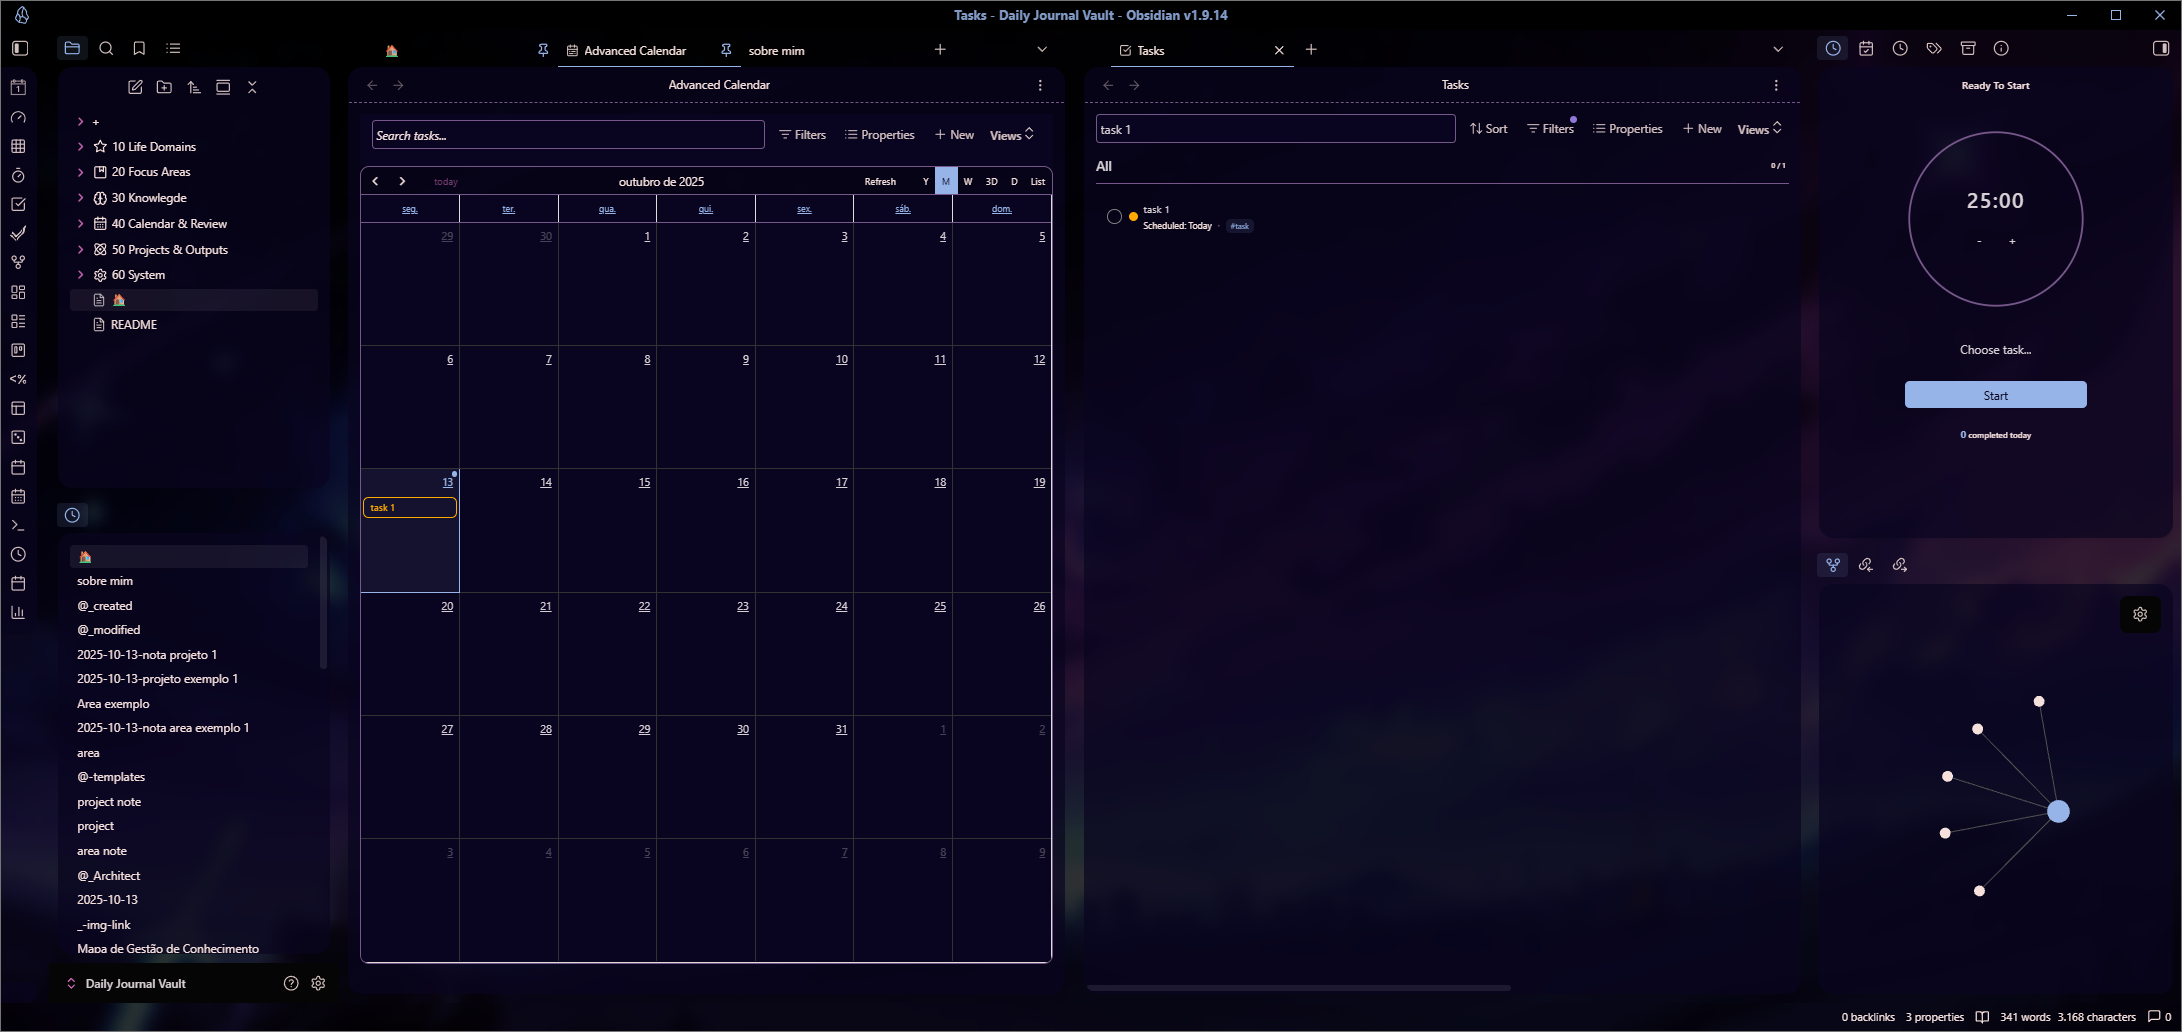 Tasks - Daily Journal Vault - Obsidian v1.9.14
Advanced Calendar
sobre mim
Tasks
1
<%
+
10 Life Domains
20 Focus Areas
30 Knowlegde
40 Calendar & Review
50 Projects & Outputs
60 System
README
sobre mim
@_created
@_modified
2025-10-13-nota projeto 1
2025-10-13-projeto exemplo 1
Area exemplo
2025-10-13-nota area exemplo 1
area
@-templates
project note
project
area note
@_Architect
2025-10-13
_-img-link
Mapa de Gestão de Conhecimento
Daily Journal Vault
Advanced Calendar
Search tasks... Filters Properties New Views
today outubro de 2025 Refresh Y M W 3D D List
seg. ter. qua. qui. sex. sáb. dom.
29 30 1 2 3 4 5
6 7 8 9 10 11 12
13 14 15 16 17 18 19
task 1
20 21 22 23 24 25 26
27 28 29 30 31 1 2
3 4 5 6 7 8 9
Tasks
task 1 Sort Filters Properties New Views
All 0 / 1
task 1
Scheduled: Today · #task
Ready To Start
25:00
- +
Choose task...
Start
0 completed today
0 backlinks 3 properties 341 words 3.168 characters 0